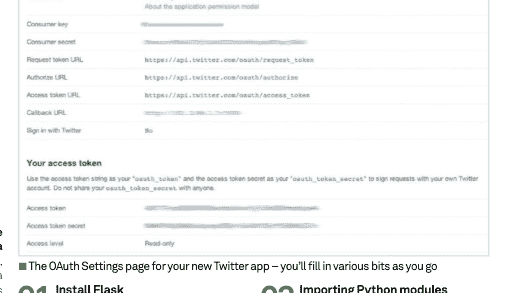 About the application permission model
Consumer key
Consumer secret
Request token URL https://api.twitter.com/oauth/request_token
Authorize URL https://api.twitter.com/oauth/authorize
Access token URL https://api.twitter.com/oauth/access_token
Callback URL
Sign in with Twitter No
Your access token
Use the access token string as your "oauth_token" and the access token secret as your "oauth_token_secret" to sign requests with your own Twitter
account. Do not share your oauth_token_secret with anyone.
Access token
Access token secret
Access level Read-only
The OAuth Settings page for your new Twitter app – you'll fill in various bits as you go
Install Flask
Importing Python modules